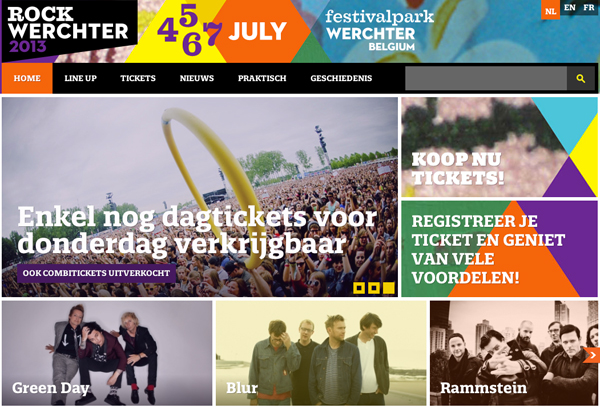 ROCK
WERCHTER
2013
4 5 6 7 JULY
festivalpark
WERCHTER
BELGIUM
NL EN FR
HOME LINE UP TICKETS NIEUWS PRAKTISCH GESCHIEDENIS
Enkel nog dagtickets voor
donderdag verkrijgbaar
OOK COMBITICKETS UITVERKOCHT
KOOP NU
TICKETS!
REGISTREER JE
TICKET EN GENIET
VAN VELE
VOORDELEN!
Green Day
Blur
Rammstein